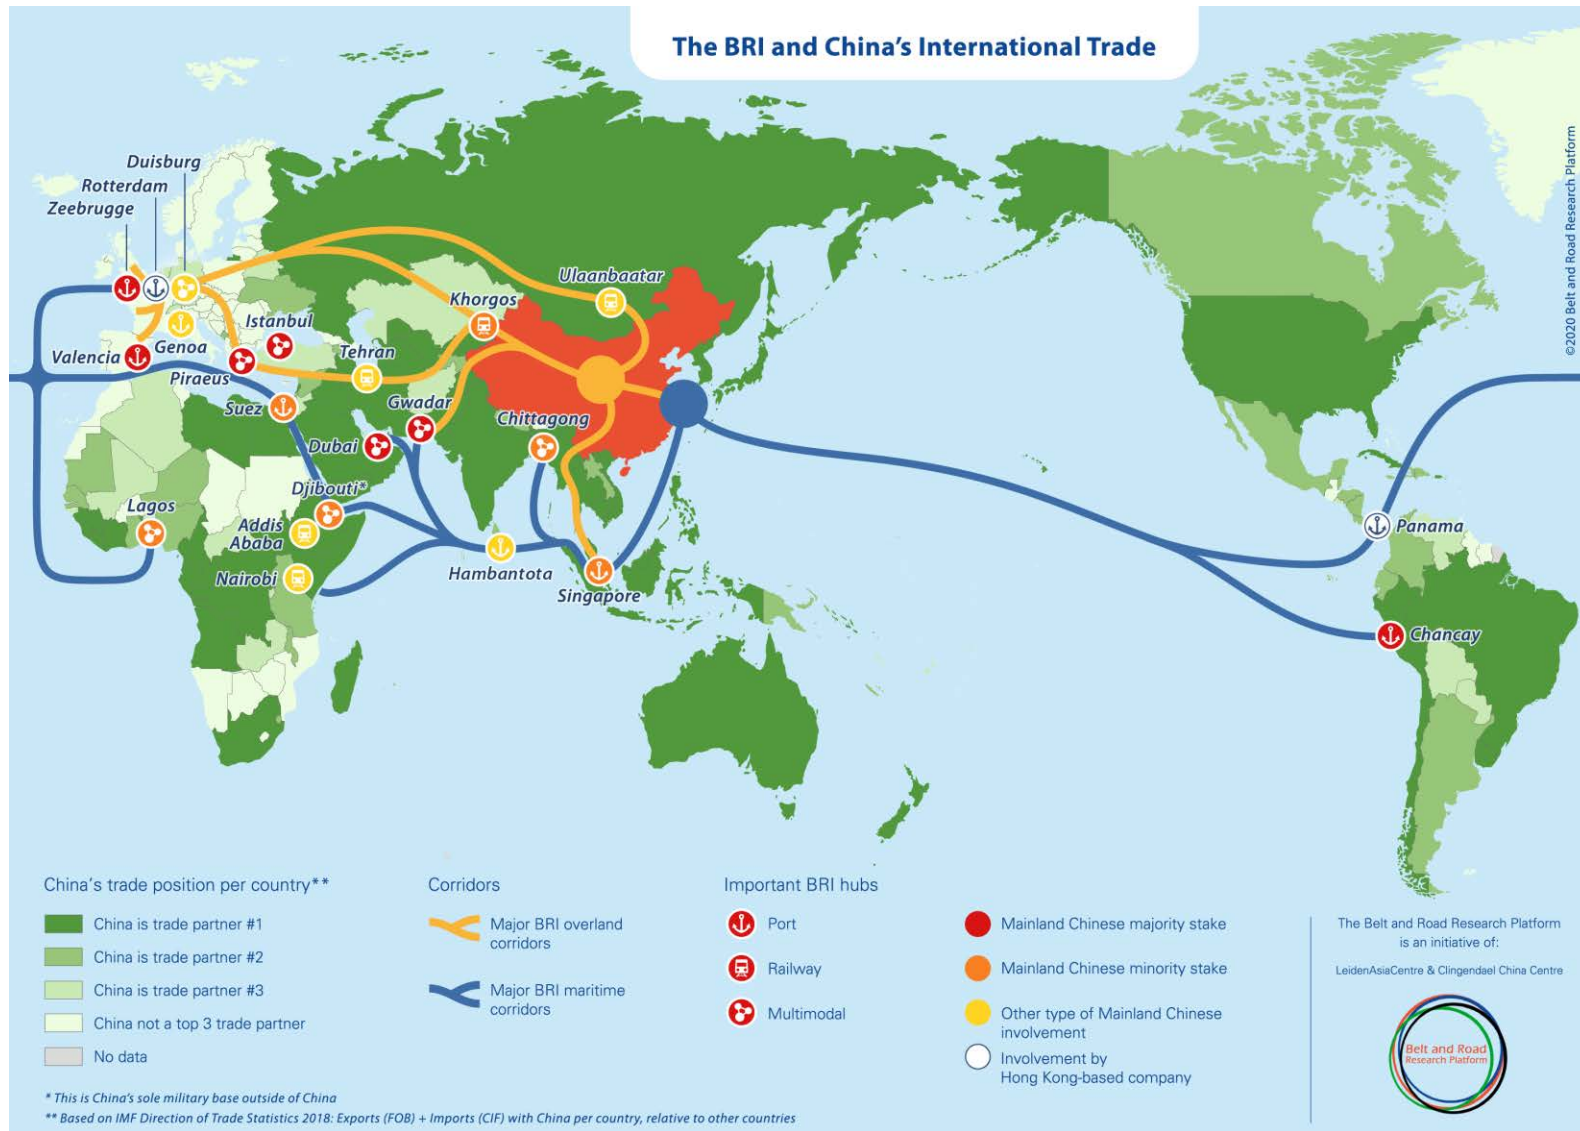 The BRI and China's International Trade
Duisburg
Rotterdam
Zeebrugge
Ulaanbaatar
Khorgos
Istanbul
Genoa
Valencia
Tehran
Piraeus
Gwadar
Suez
Chittagong
Dubai
Djibouti*
Lagos
Addis
Ababa
Panama
Nairobi
Hambantota
Singapore
Chancay
©2020 Belt and Road Research Platform
China's trade position per country**
China is trade partner #1
China is trade partner #2
China is trade partner #3
China not a top 3 trade partner
No data
Corridors
Major BRI overland
corridors
Major BRI maritime
corridors
Important BRI hubs
Port
Railway
Multimodal
Mainland Chinese majority stake
Mainland Chinese minority stake
Other type of Mainland Chinese
involvement
Involvement by
Hong Kong-based company
The Belt and Road Research Platform
is an initiative of:
LeidenAsiaCentre & Clingendael China Centre
Belt and Road
Research Platform
* This is China's sole military base outside of China
** Based on IMF Direction of Trade Statistics 2018: Exports (FOB) + Imports (CIF) with China per country, relative to other countries